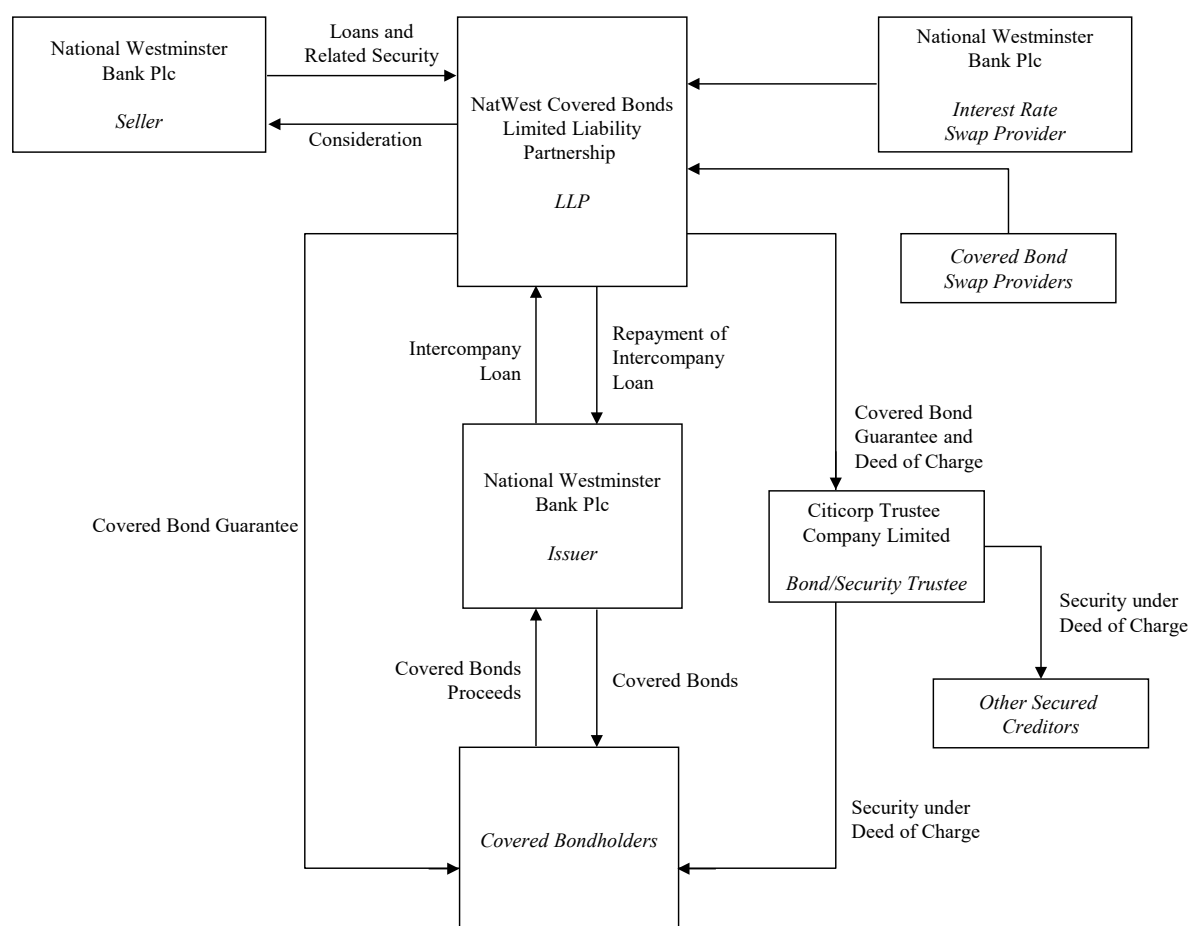 National Westminster
Bank Plc
Seller
Loans and
Related Security
Consideration
NatWest Covered Bonds
Limited Liability
Partnership
LLP
National Westminster
Bank Plc
Interest Rate
Swap Provider
Covered Bond
Swap Providers
Intercompany
Loan
Repayment of
Intercompany
Loan
Covered Bond
Guarantee and
Deed of Charge
National Westminster
Bank Plc
Issuer
Covered Bond Guarantee
Citicorp Trustee
Company Limited
Bond/Security Trustee
Security under
Deed of Charge
Covered Bonds
Proceeds
Covered Bonds
Other Secured
Creditors
Covered Bondholders
Security under
Deed of Charge